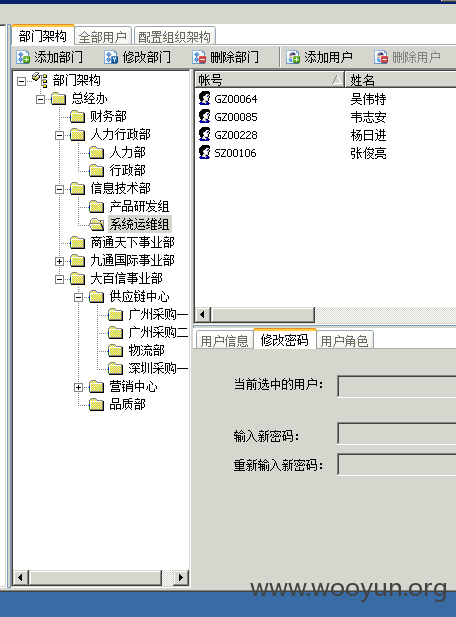 部门架构 全部用户 配置组织架构
添加部门 修改部门 删除部门 添加用户 删除用户
部门架构
总经办
财务部
人力行政部
人力部
行政部
信息技术部
产品研发组
系统运维组
商通天下事业部
九通国际事业部
大百信事业部
供应链中心
广州采购一
广州采购二
物流部
深圳采购一
营销中心
品质部
帐号 姓名
GZ00064 吴伟特
GZ00085 韦志安
GZ00228 杨日进
SZ00106 张俊亮
用户信息 修改密码 用户角色
当前选中的用户：
输入新密码：
重新输入新密码：
www.wooyun.org